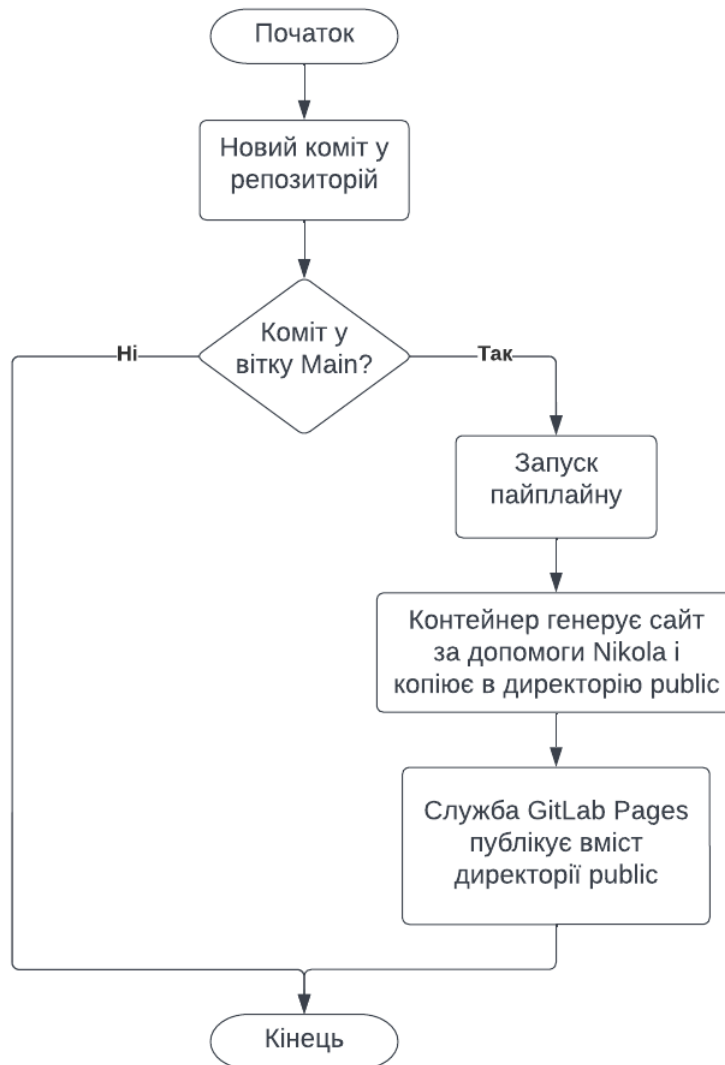 Початок
Новий коміт у
репозиторій
Коміт у
вітку Main?
Ні
Так
Запуск
пайплайну
Контейнер генерує сайт
за допомоги Nikola і
копіює в директорію public
Служба GitLab Pages
публікує вміст
директорії public
Кінець